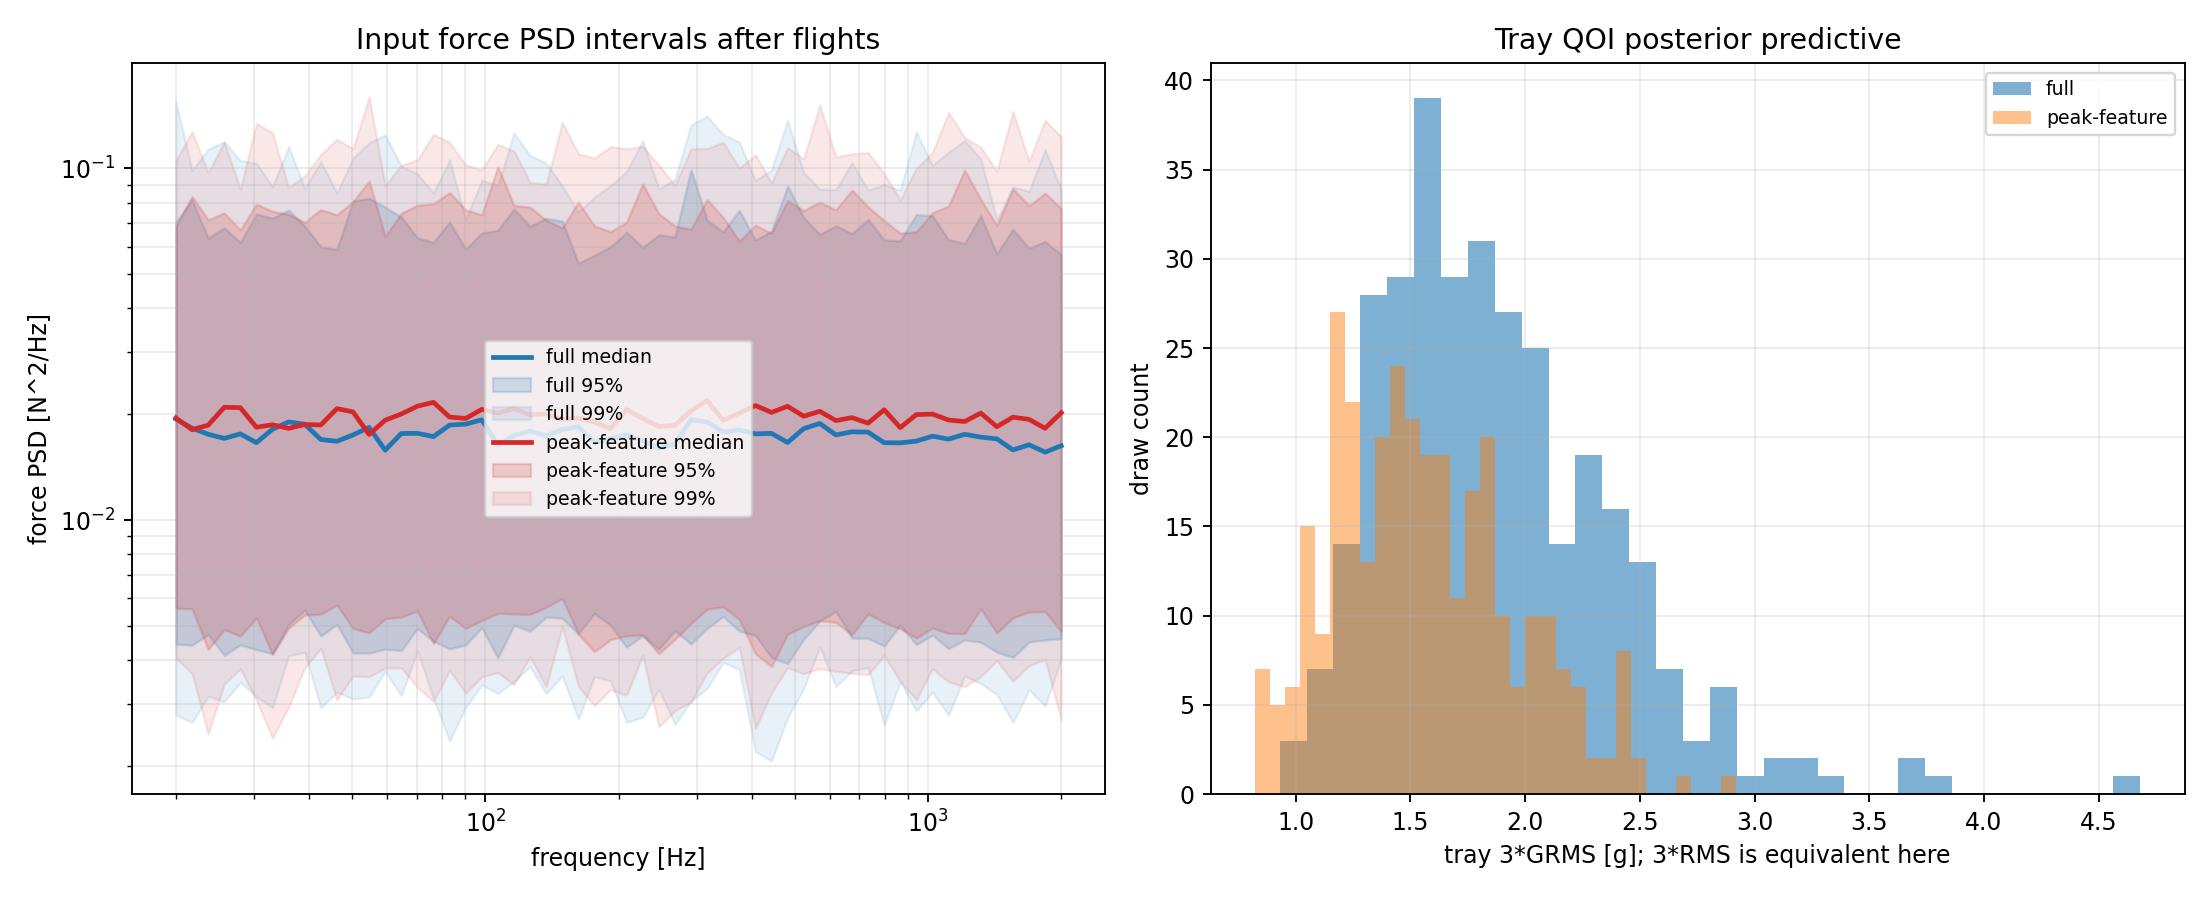 Input force PSD intervals after flights
force PSD [N^2/Hz]
10^-1
10^-2
full median
full 95%
full 99%
peak-feature median
peak-feature 95%
peak-feature 99%
10^2
10^3
frequency [Hz]
Tray QOI posterior predictive
draw count
40
35
30
25
20
15
10
5
0
full
peak-feature
1.0 1.5 2.0 2.5 3.0 3.5 4.0 4.5
tray 3*GRMS [g]; 3*RMS is equivalent here